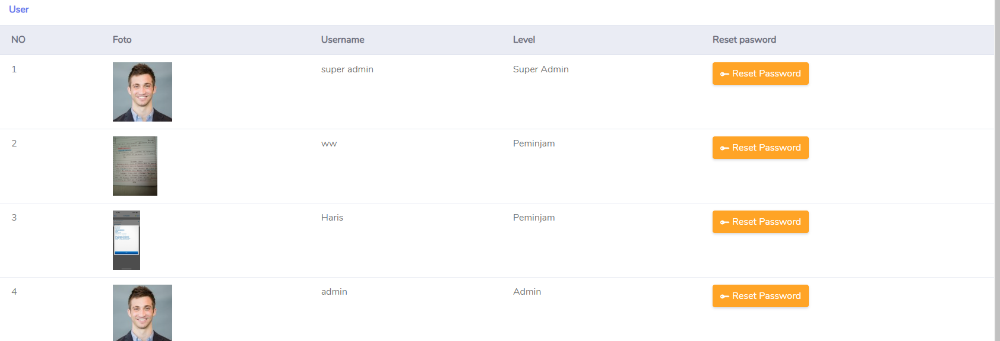 User
NO Foto Username Level Reset pasword
1 super admin Super Admin Reset Password
2 ww Peminjam Reset Password
3 Haris Peminjam Reset Password
4 admin Admin Reset Password